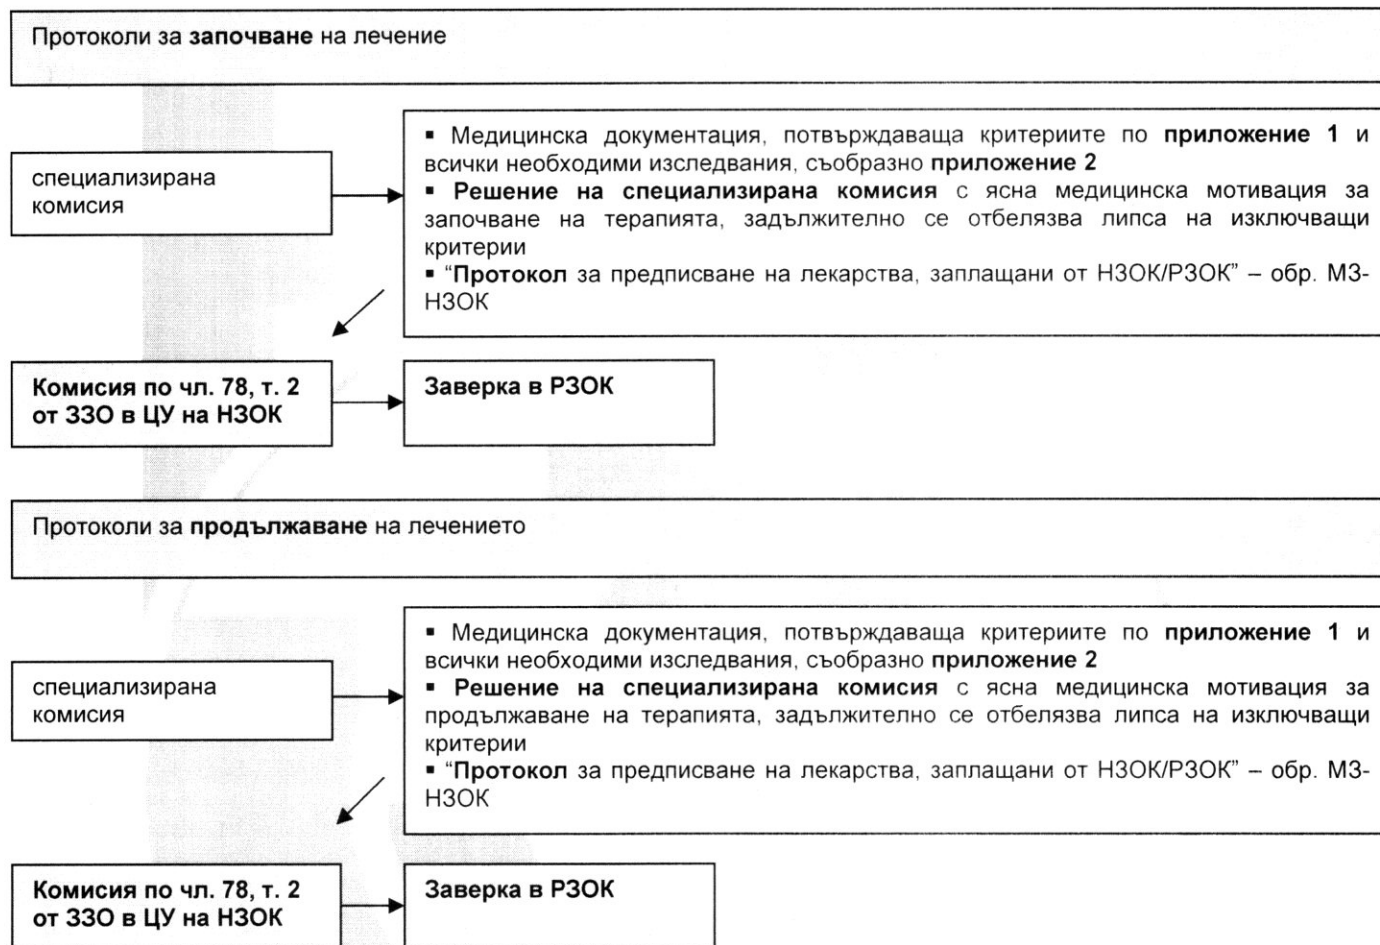 Протоколи за започване на лечение
специализирана
комисия
▪ Медицинска документация, потвърждаваща критериите по приложение 1 и
всички необходими изследвания, съобразно приложение 2
▪ Решение на специализирана комисия с ясна медицинска мотивация за
започване на терапията, задължително се отбелязва липса на изключващи
критерии
▪ “Протокол за предписване на лекарства, заплащани от НЗОК/РЗОК” – обр. МЗ-
НЗОК
Комисия по чл. 78, т. 2
от ЗЗО в ЦУ на НЗОК
Заверка в РЗОК
Протоколи за продължаване на лечението
специализирана
комисия
▪ Медицинска документация, потвърждаваща критериите по приложение 1 и
всички необходими изследвания, съобразно приложение 2
▪ Решение на специализирана комисия с ясна медицинска мотивация за
продължаване на терапията, задължително се отбелязва липса на изключващи
критерии
▪ “Протокол за предписване на лекарства, заплащани от НЗОК/РЗОК” – обр. МЗ-
НЗОК
Комисия по чл. 78, т. 2
от ЗЗО в ЦУ на НЗОК
Заверка в РЗОК